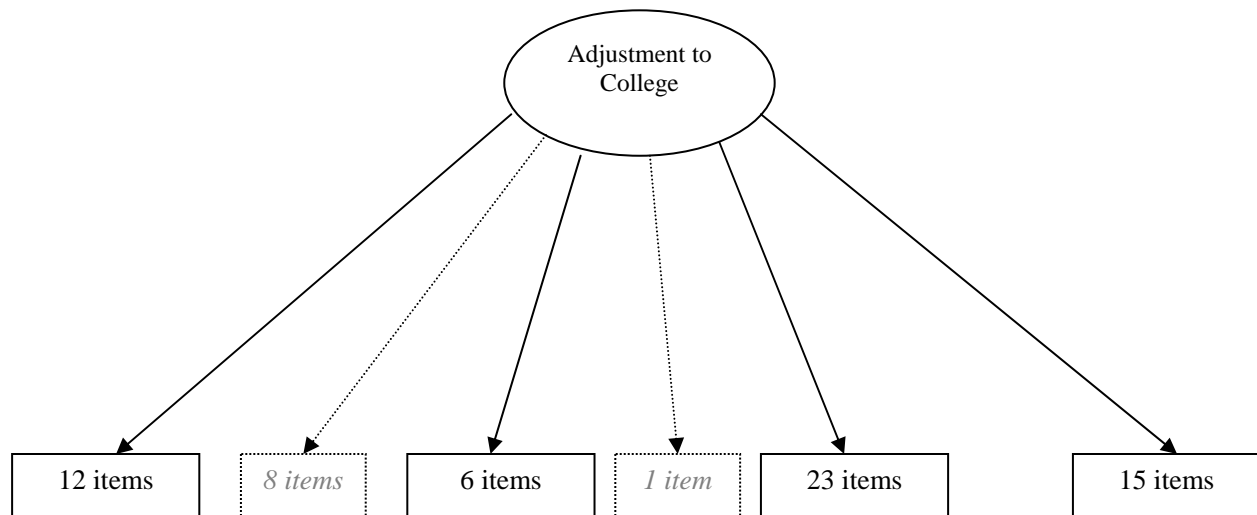 Adjustment to
College
12 items
8 items
6 items
1 item
23 items
15 items